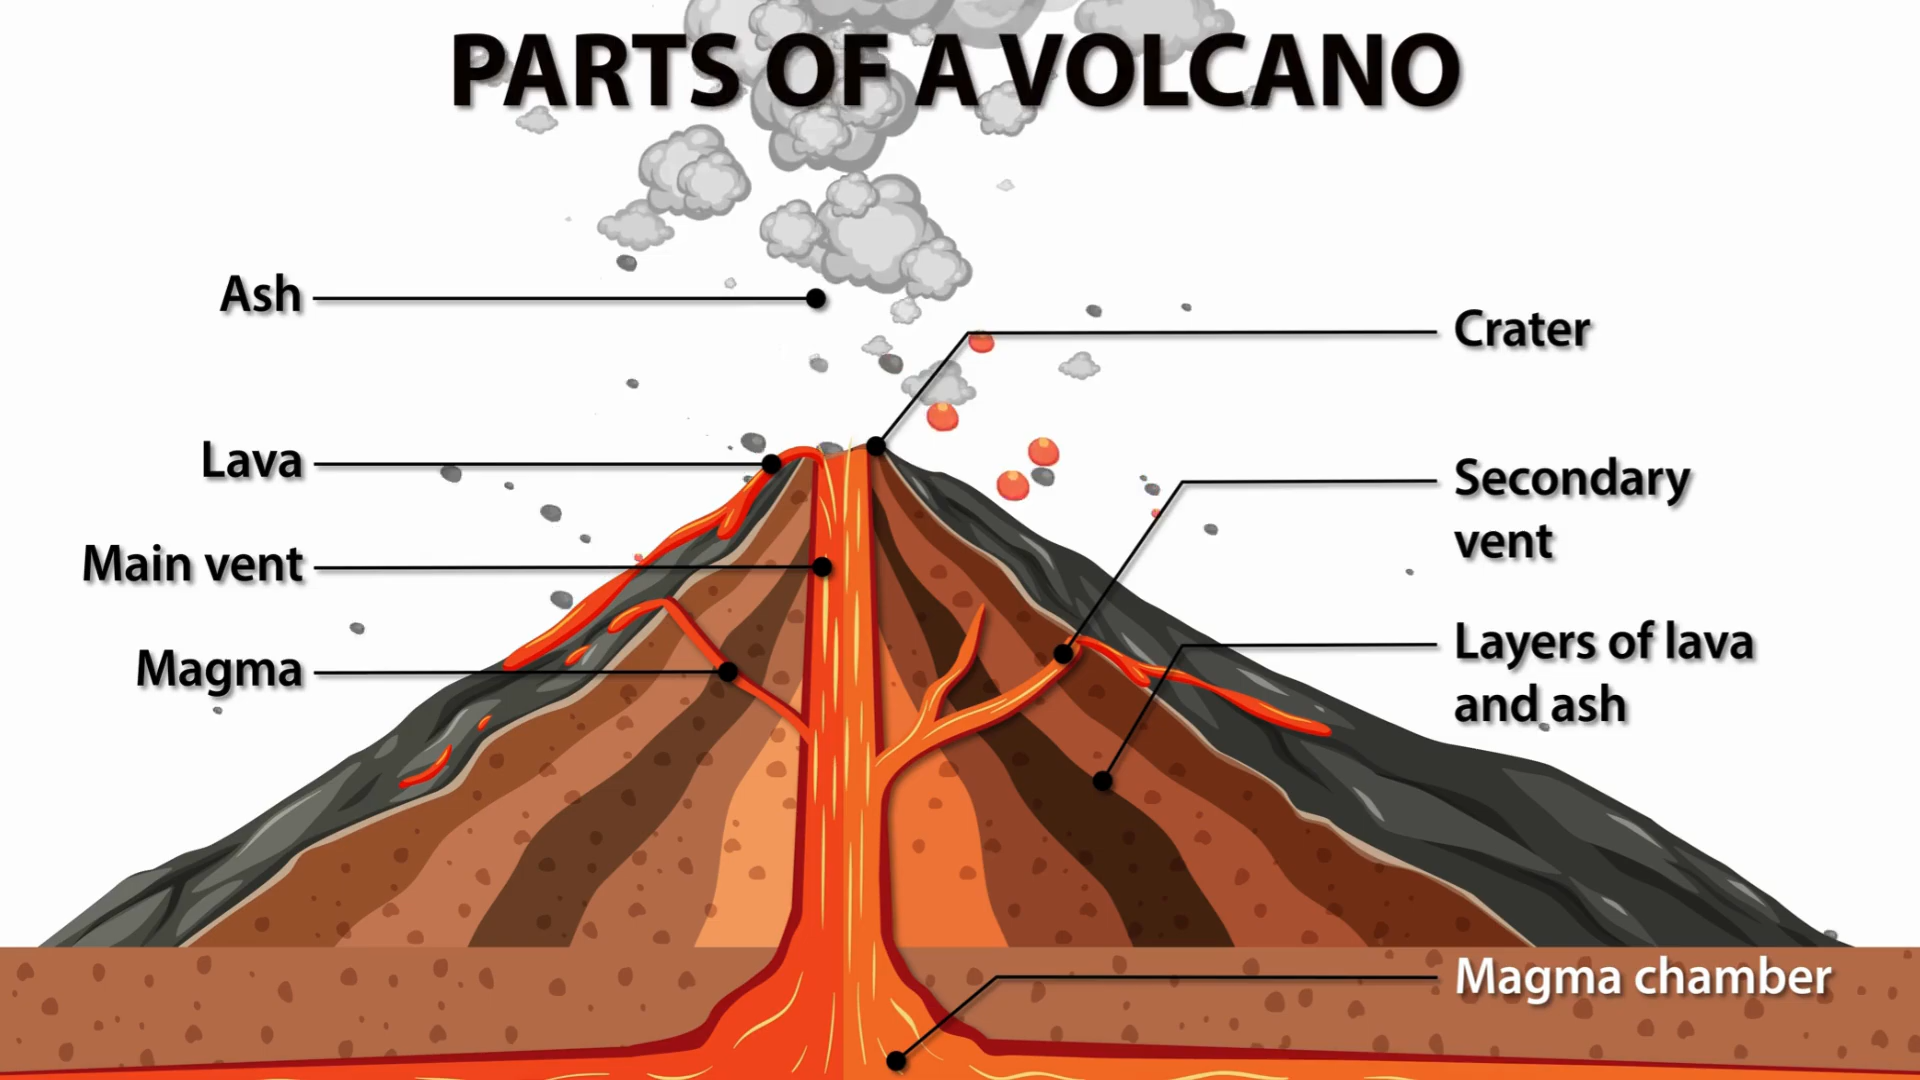 PARTS OF A VOLCANO
Ash
Lava
Main vent
Magma
Crater
Secondary
vent
Layers of lava
and ash
Magma chamber